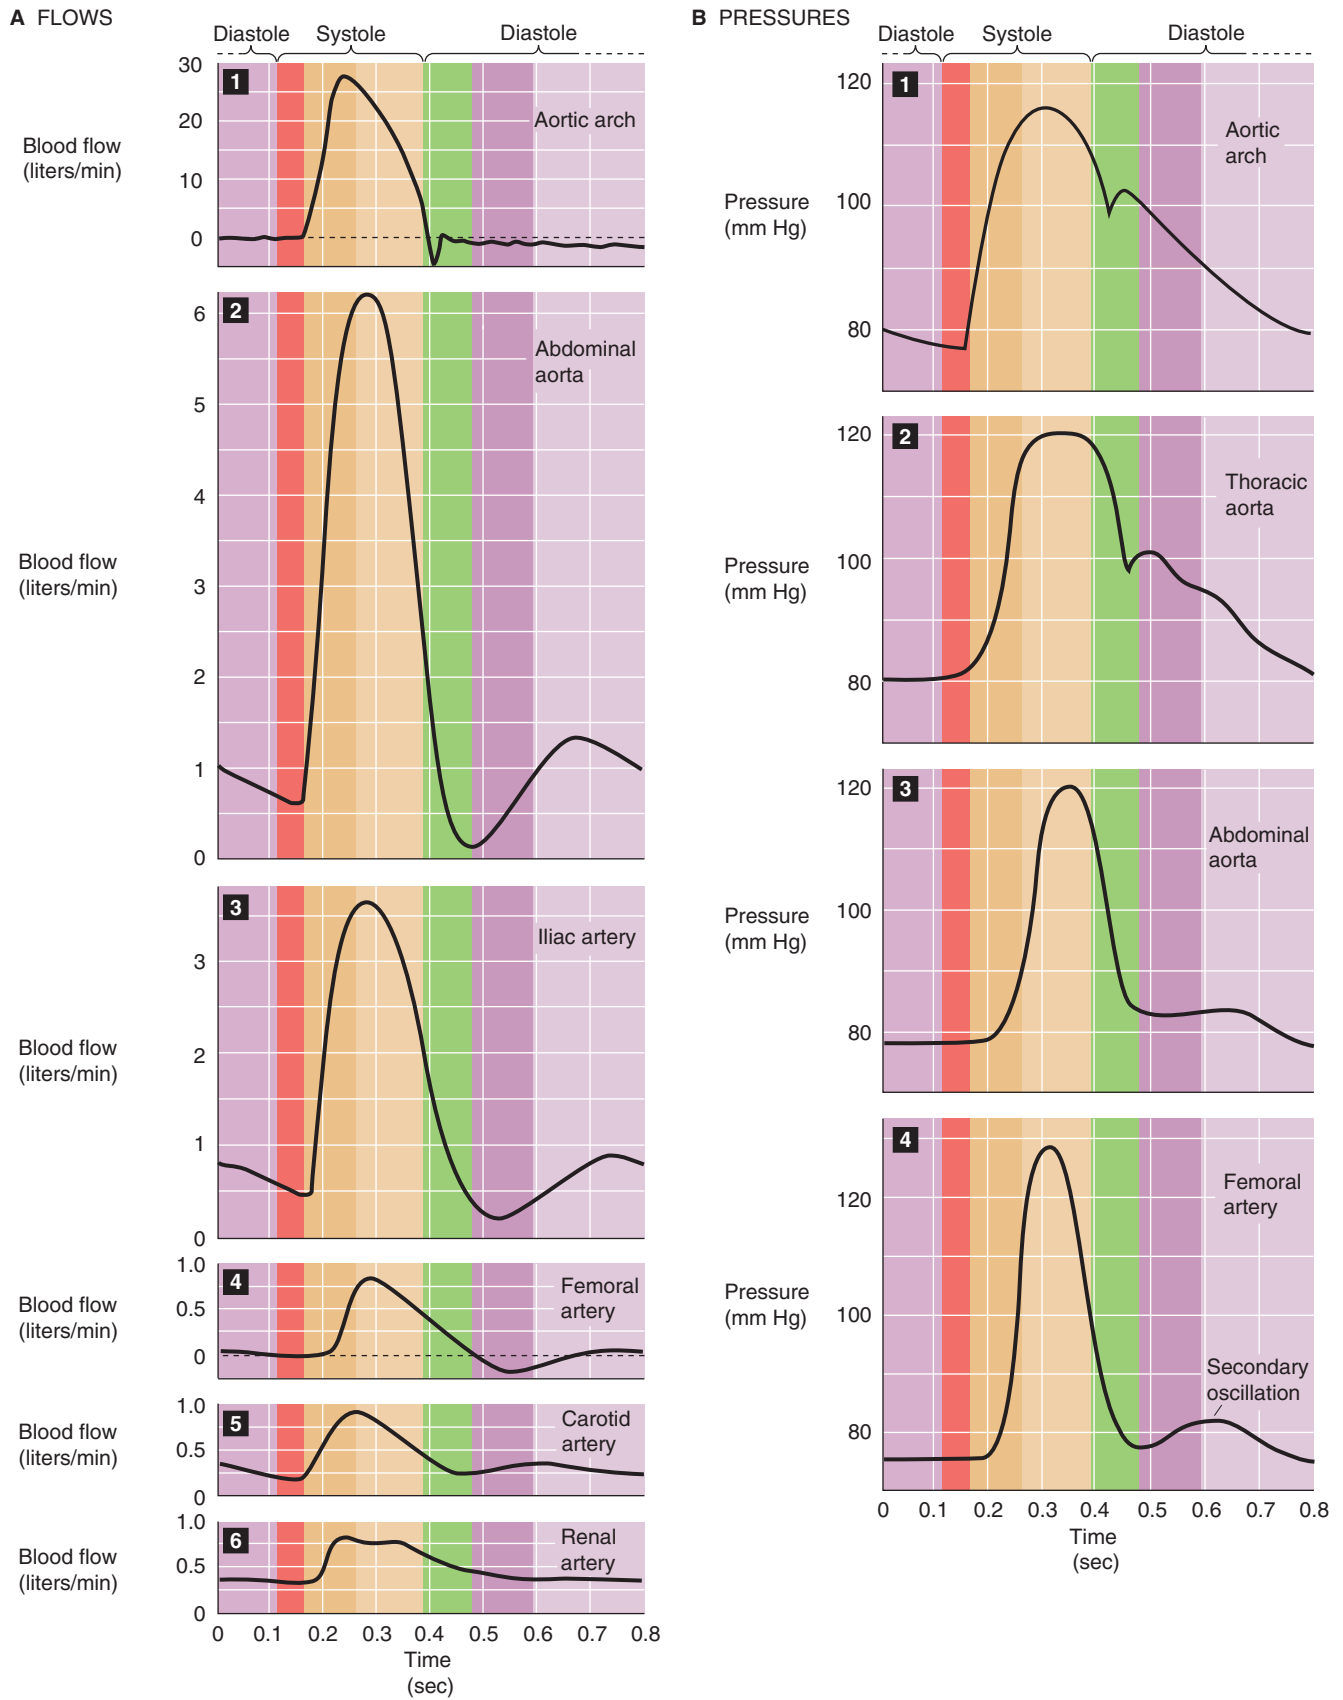 A FLOWS
Diastole Systole Diastole
30
20
10
0
Blood flow
(liters/min)
1
Aortic arch
6
5
4
3
2
1
0
Blood flow
(liters/min)
2
Abdominal
aorta
3
2
1
0
Blood flow
(liters/min)
3
Iliac artery
1.0
0.5
0
Blood flow
(liters/min)
4
Femoral
artery
1.0
0.5
0
Blood flow
(liters/min)
5
Carotid
artery
1.0
0.5
0
Blood flow
(liters/min)
6
Renal
artery
0 0.1 0.2 0.3 0.4 0.5 0.6 0.7 0.8
Time
(sec)
B PRESSURES
Diastole Systole Diastole
120
100
80
Pressure
(mm Hg)
1
Aortic
arch
120
100
80
Pressure
(mm Hg)
2
Thoracic
aorta
120
100
80
Pressure
(mm Hg)
3
Abdominal
aorta
120
100
80
Pressure
(mm Hg)
4
Femoral
artery
Secondary
oscillation
0 0.1 0.2 0.3 0.4 0.5 0.6 0.7 0.8
Time
(sec)